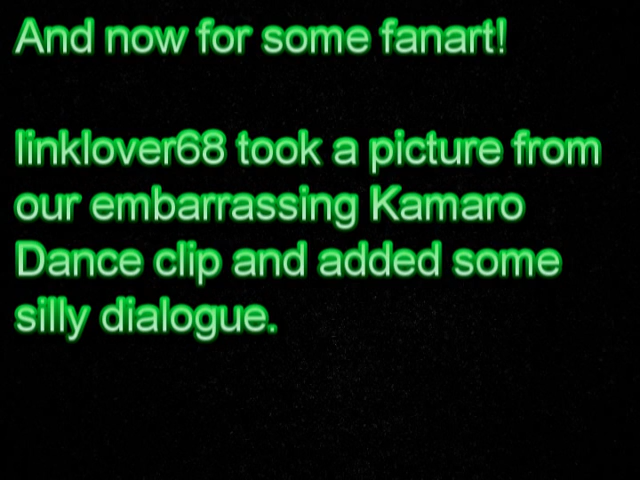 And now for some fanart!
linklover68 took a picture from
our embarrassing Kamaro
Dance clip and added some
silly dialogue.